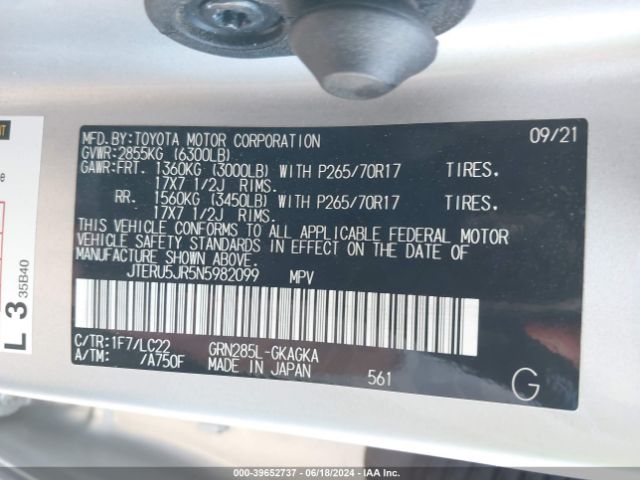 MFD.BY:TOYOTA MOTOR CORPORATION 09/21
GVWR:2855KG (6300LB)
GAWR:FRT. 1360KG (3000LB) WITH P265/70R17 TIRES.
17X7 1/2J RIMS.
RR. 1560KG (3450LB) WITH P265/70R17 TIRES.
17X7 1/2J RIMS.
THIS VEHICLE CONFORMS TO ALL APPLICABLE FEDERAL MOTOR
VEHICLE SAFETY STANDARDS IN EFFECT ON THE DATE OF
MANUFACTURE SHOWN ABOVE.
JTERU5JR5N5982099 MPV
C/TR:1F7/LC22 GRN285L-GKAGKA
A/TM: /A750F MADE IN JAPAN 561 G
L 3 35B40
000-39652737 - 06/18/2024 - IAA Inc.